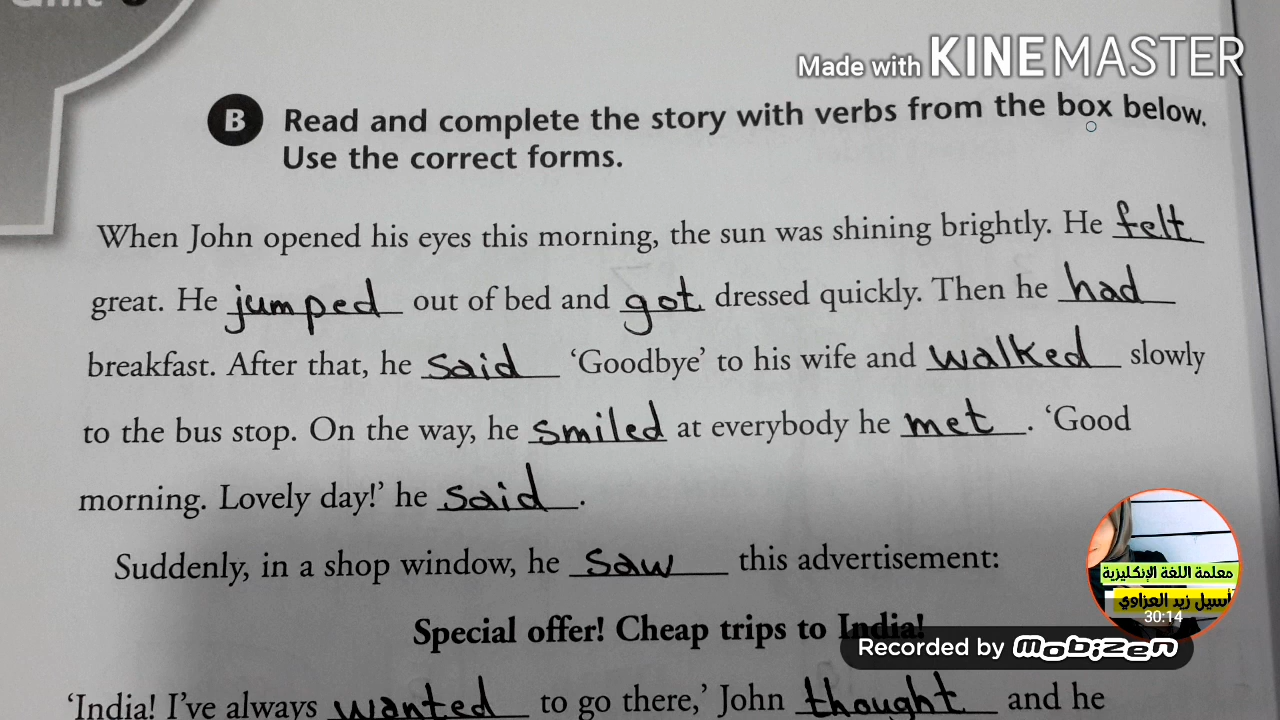 Made with KINEMASTER
B Read and complete the story with verbs from the box below.
Use the correct forms.
When John opened his eyes this morning, the sun was shining brightly. He felt
great. He jumped out of bed and got dressed quickly. Then he had
breakfast. After that, he said ‘Goodbye’ to his wife and walked slowly
to the bus stop. On the way, he smiled at everybody he met. ‘Good
morning. Lovely day!’ he said.
Suddenly, in a shop window, he saw this advertisement:
Special offer! Cheap trips to India!
‘India! I’ve always wanted to go there,’ John thought and he
معلمة اللغة الإنكليزية
أسيل زيد العزاوي
30:14
Recorded by mobizen